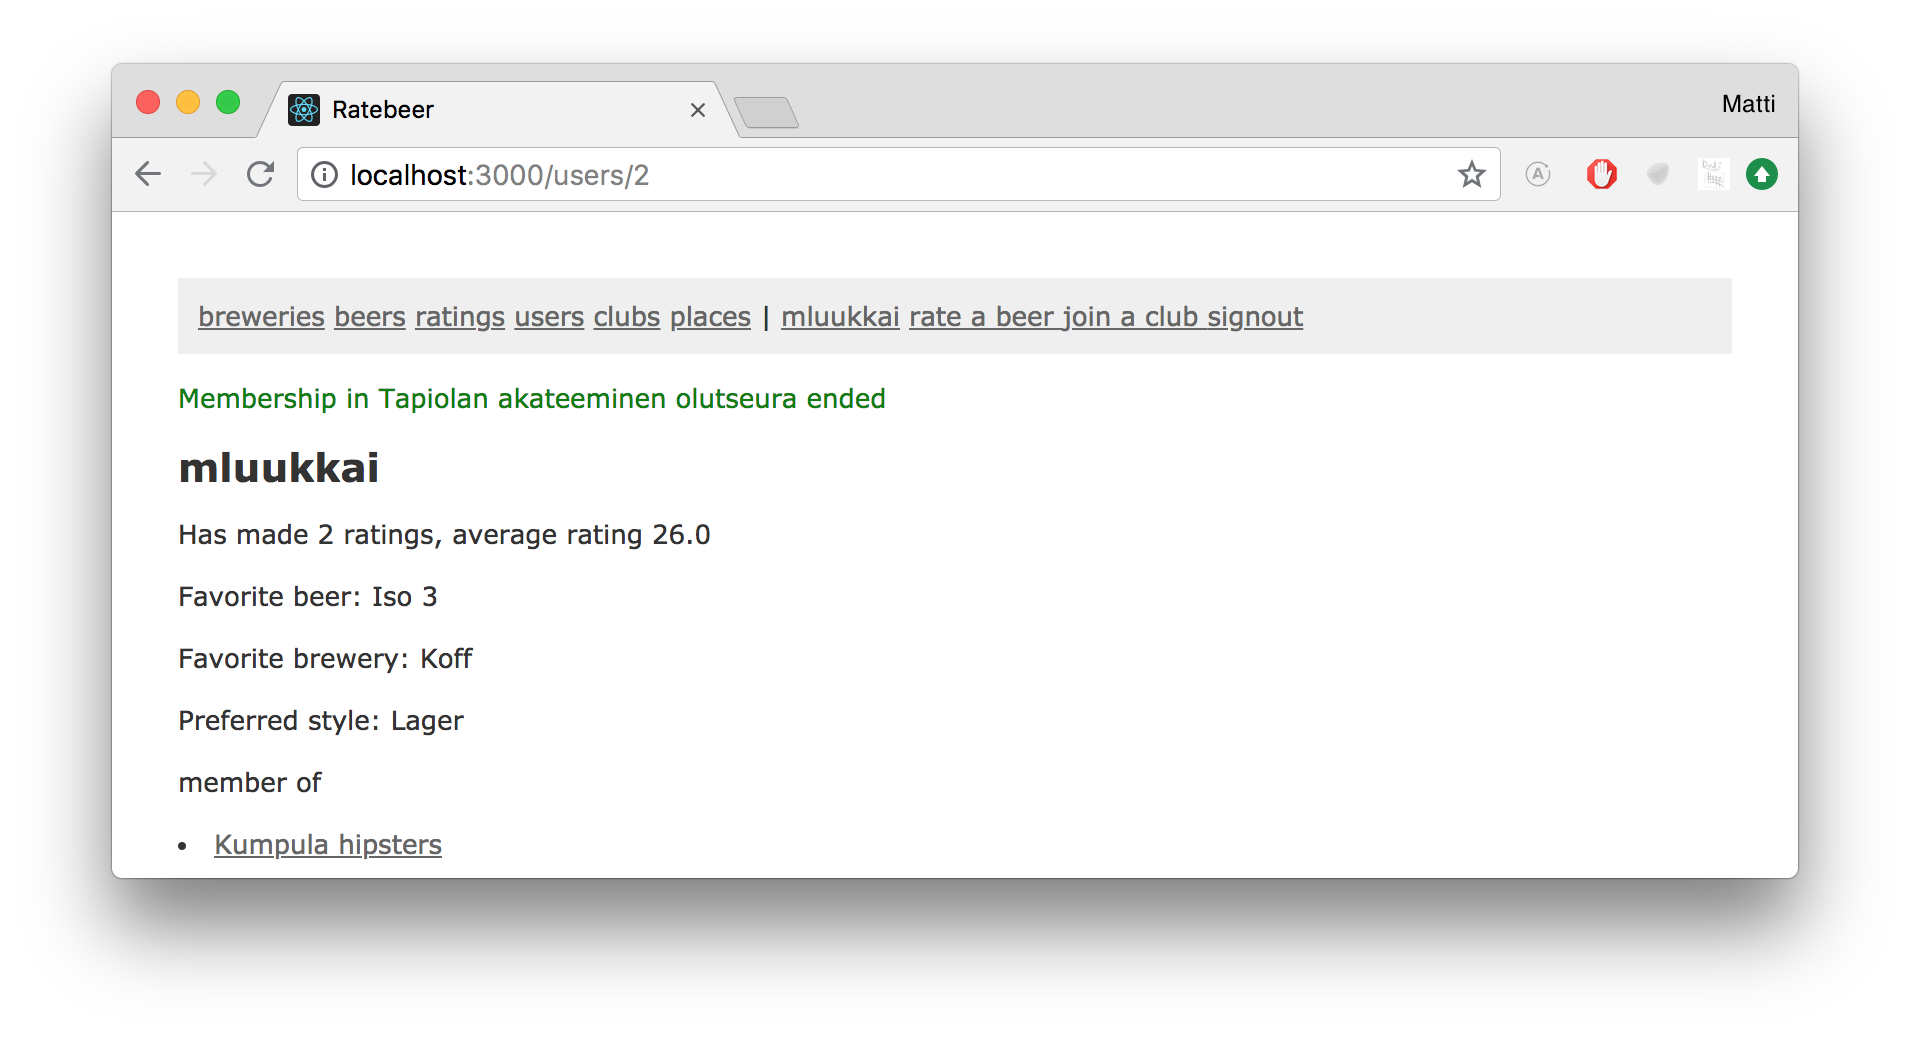 Ratebeer
Matti
localhost:3000/users/2
breweries beers ratings users clubs places | mluukkai rate a beer join a club signout
Membership in Tapiolan akateeminen olutseura ended
mluukkai
Has made 2 ratings, average rating 26.0
Favorite beer: Iso 3
Favorite brewery: Koff
Preferred style: Lager
member of
• Kumpula hipsters